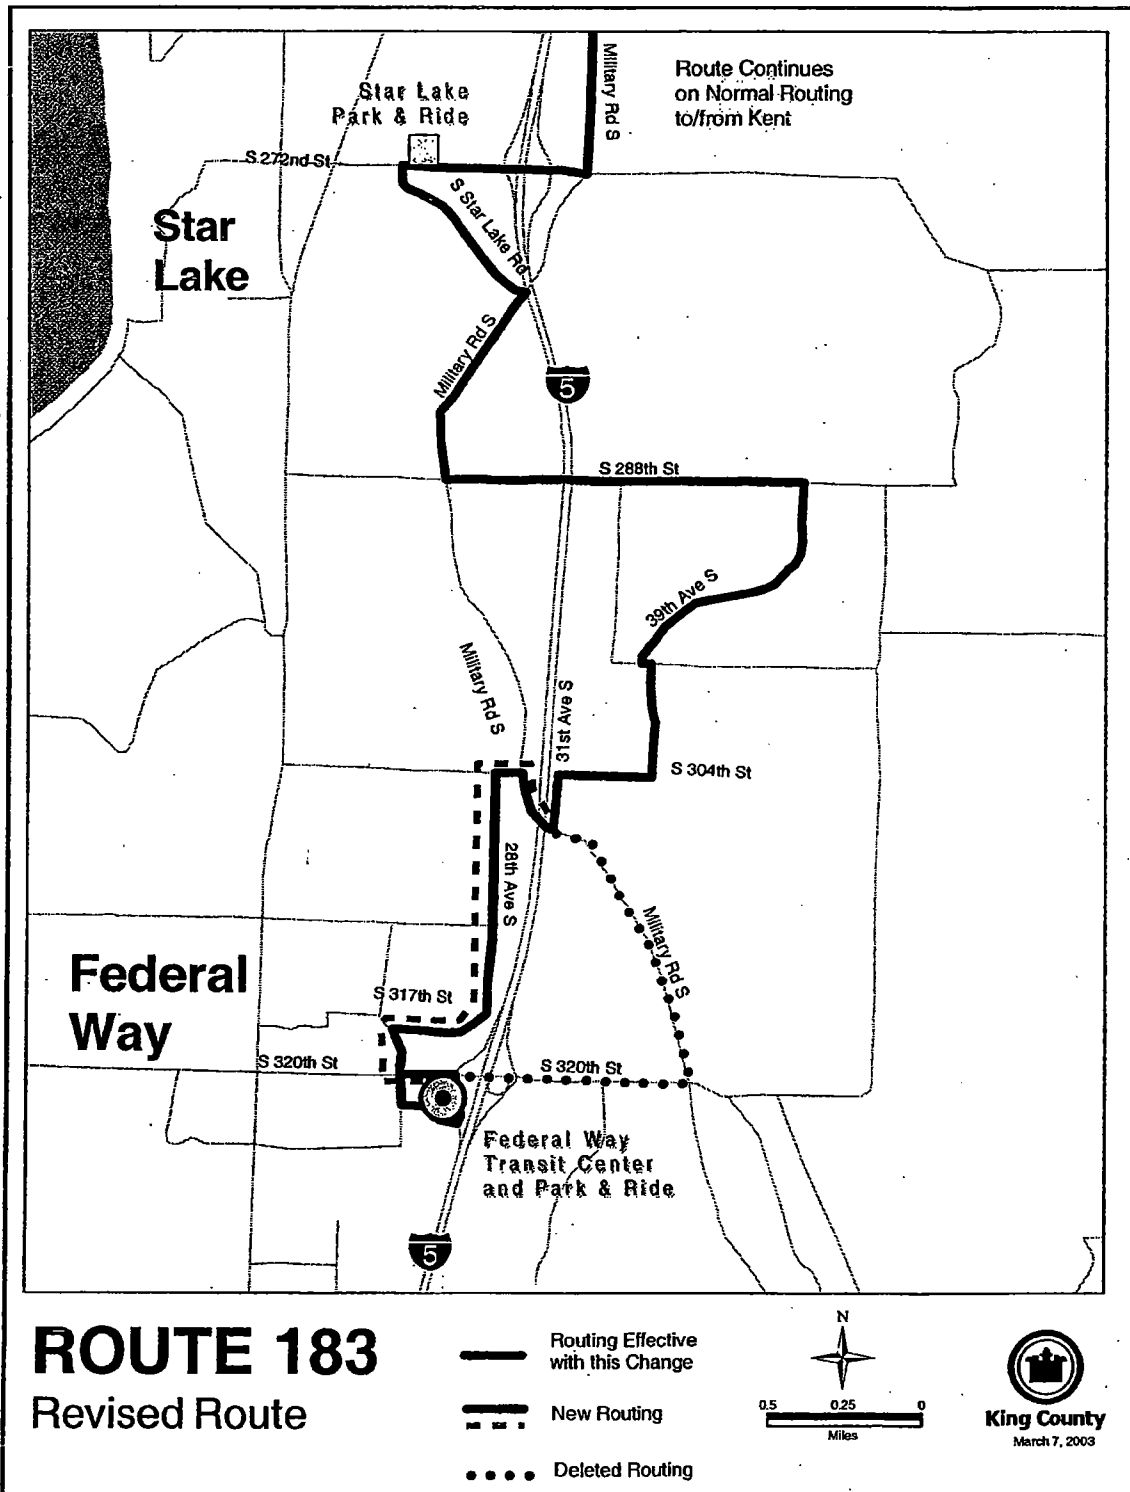 Military Rd S
Route Continues
on Normal Routing
to/from Kent
Star Lake
Park & Ride
S 272nd St
S Star Lake Rd
Star
Lake
Military Rd S
5
S 288th St
39th Ave S
Military Rd S
31st Ave S
S 304th St
28th Ave S
Military Rd S
Federal
Way
S 317th St
S 320th St
S 320th St
Federal Way
Transit Center
and Park & Ride
5
ROUTE 183
Revised Route
Routing Effective
with this Change
New Routing
Deleted Routing
N
0.5 0.25 0
Miles
King County
March 7, 2003